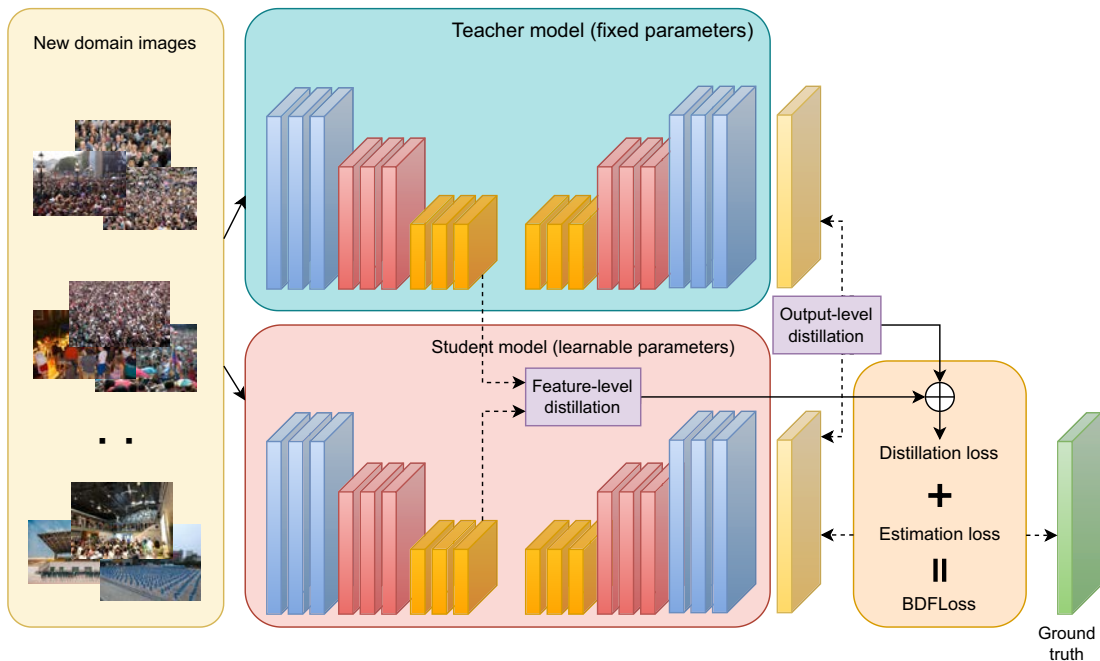 New domain images
Teacher model (fixed parameters)
Output-level
distillation
Student model (learnable parameters)
Feature-level
distillation
Distillation loss
+
Estimation loss
=
BDFLoss
Ground
truth
. .